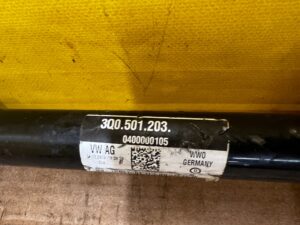 3Q0.501.203.
0400000105
VW AG
WWO
GERMANY